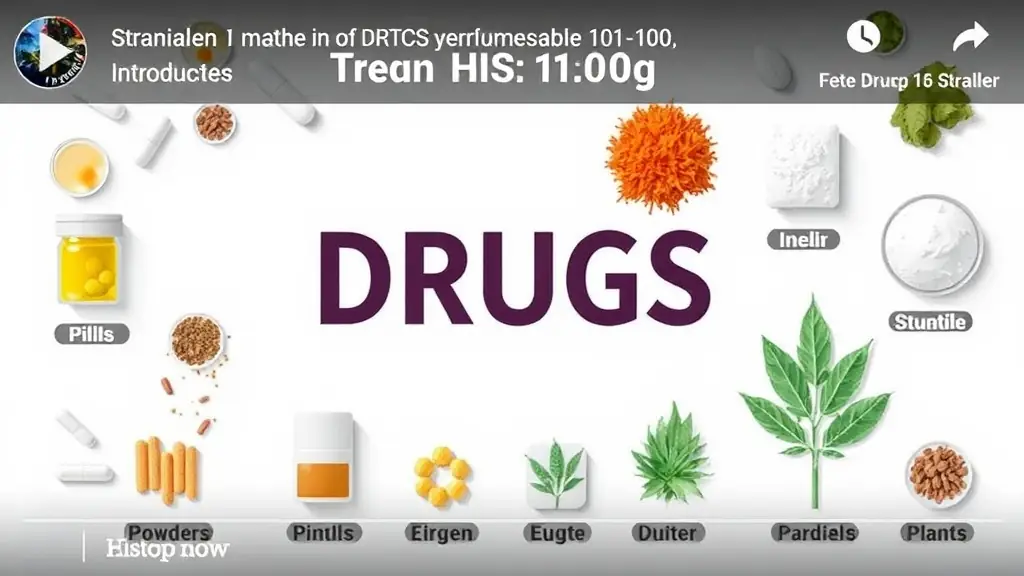 Stranialen 1 mathe in of DRTCS yerrfumesable 101-100,
Introductes
Trean HIS: 11:00g
Fete Drucp 16 Straller
DRUGS
Inelir
Stuntile
Pillls
Powders
Pintlls
Eirgen
Eugte
Duiter
Pardiels
Plants
Histop now